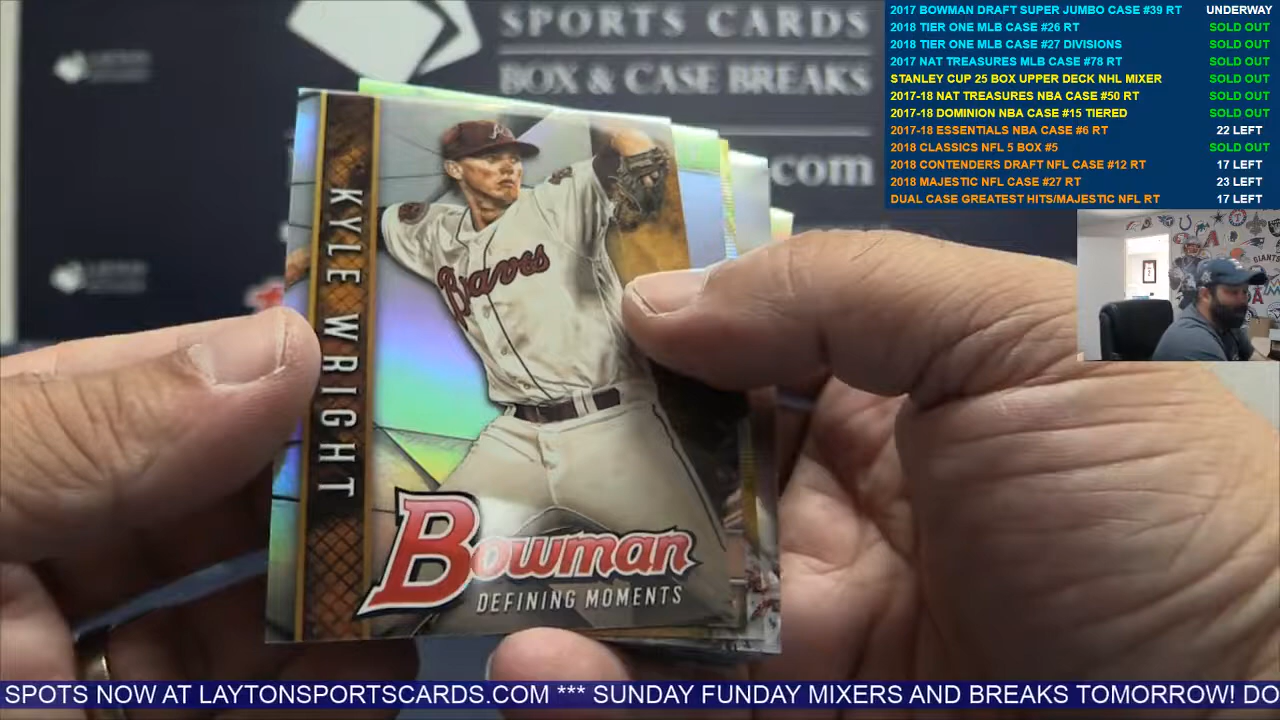 SPORTS CARDS
BOX & CASE BREAKS
.com
KYLE WRIGHT
Braves
Bowman
DEFINING MOMENTS
2017 BOWMAN DRAFT SUPER JUMBO CASE #39 RT UNDERWAY
2018 TIER ONE MLB CASE #26 RT SOLD OUT
2018 TIER ONE MLB CASE #27 DIVISIONS SOLD OUT
2017 NAT TREASURES MLB CASE #78 RT SOLD OUT
STANLEY CUP 25 BOX UPPER DECK NHL MIXER SOLD OUT
2017-18 NAT TREASURES NBA CASE #50 RT SOLD OUT
2017-18 DOMINION NBA CASE #15 TIERED SOLD OUT
2017-18 ESSENTIALS NBA CASE #6 RT 22 LEFT
2018 CLASSICS NFL 5 BOX #5 SOLD OUT
2018 CONTENDERS DRAFT NFL CASE #12 RT 17 LEFT
2018 MAJESTIC NFL CASE #27 RT 23 LEFT
DUAL CASE GREATEST HITS/MAJESTIC NFL RT 17 LEFT
GIANTS
SPOTS NOW AT LAYTONSPORTSCARDS.COM *** SUNDAY FUNDAY MIXERS AND BREAKS TOMORROW! DO